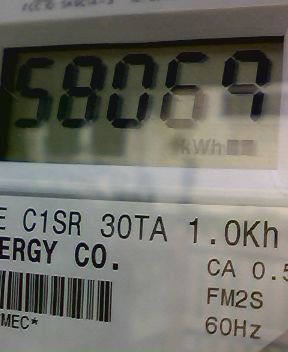 58069
kWh
E C1SR 30TA 1.0Kh
ERGY CO.
CA 0.5
FM2S
MEC*
60Hz